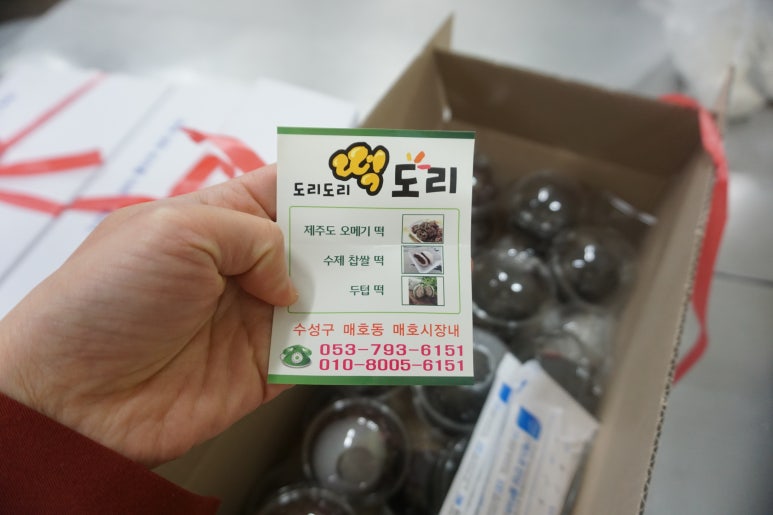 도리도리 떡 도리
제주도 오메기 떡
수제 찹쌀 떡
두텁 떡
수성구 매호동 매호시장내
053-793-6151
010-8005-6151